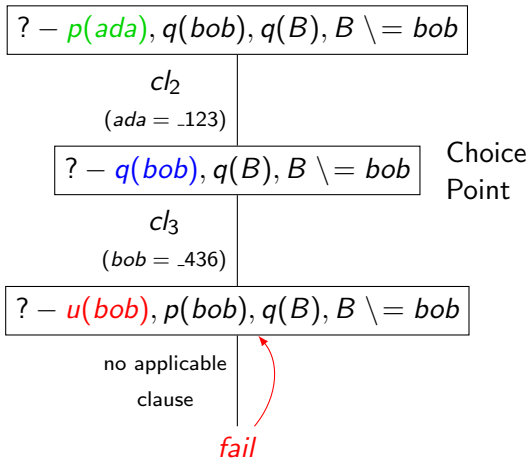 ? − p(ada), q(bob), q(B), B \ = bob
cl2
(ada = _123)
? − q(bob), q(B), B \ = bob
Choice
Point
cl3
(bob = _436)
? − u(bob), p(bob), q(B), B \ = bob
no applicable
clause
fail